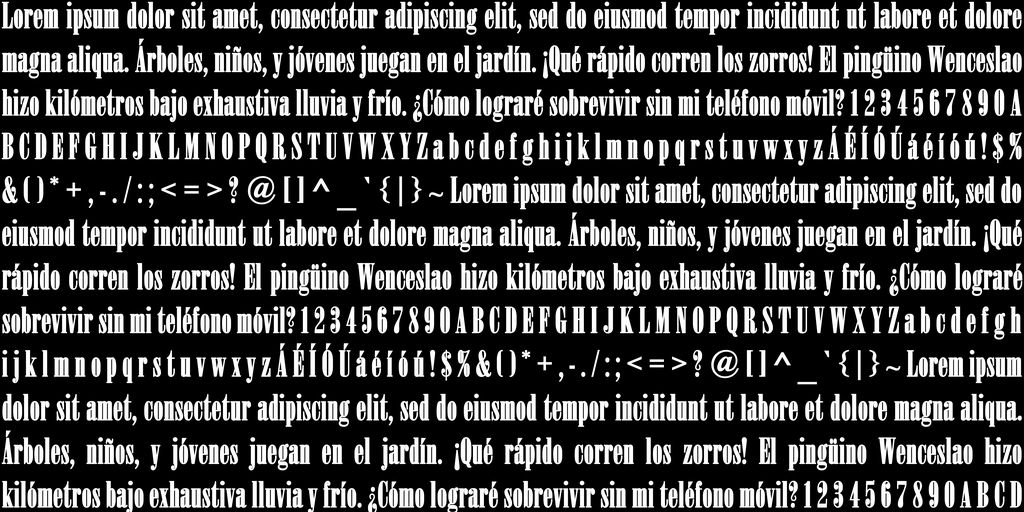 Lorem ipsum dolor sit amet, consectetur adipiscing elit, sed do eiusmod tempor incididunt ut labore et dolore
magna aliqua. Árboles, niños, y jóvenes juegan en el jardín. ¡Qué rápido corren los zorros! El pingüino Wenceslao
hizo kilómetros bajo exhaustiva lluvia y frío. ¿Cómo lograré sobrevivir sin mi teléfono móvil? 1 2 3 4 5 6 7 8 9 0 A
B C D E F G H I J K L M N O P Q R S T U V W X Y Z a b c d e f g h i j k l m n o p q r s t u v w x y z Á É Í Ó Ú á é í ó ú ! $ %
& ( ) * + , - . / : ; < = > ? @ [ ] ^ _ ` { | } ~ Lorem ipsum dolor sit amet, consectetur adipiscing elit, sed do
eiusmod tempor incididunt ut labore et dolore magna aliqua. Árboles, niños, y jóvenes juegan en el jardín. ¡Qué
rápido corren los zorros! El pingüino Wenceslao hizo kilómetros bajo exhaustiva lluvia y frío. ¿Cómo lograré
sobrevivir sin mi teléfono móvil? 1 2 3 4 5 6 7 8 9 0 A B C D E F G H I J K L M N O P Q R S T U V W X Y Z a b c d e f g h
i j k l m n o p q r s t u v w x y z Á É Í Ó Ú á é í ó ú ! $ % & ( ) * + , - . / : ; < = > ? @ [ ] ^ _ ` { | } ~ Lorem ipsum
dolor sit amet, consectetur adipiscing elit, sed do eiusmod tempor incididunt ut labore et dolore magna aliqua.
Árboles, niños, y jóvenes juegan en el jardín. ¡Qué rápido corren los zorros! El pingüino Wenceslao hizo
kilómetros bajo exhaustiva lluvia y frío. ¿Cómo lograré sobrevivir sin mi teléfono móvil? 1 2 3 4 5 6 7 8 9 0 A B C D